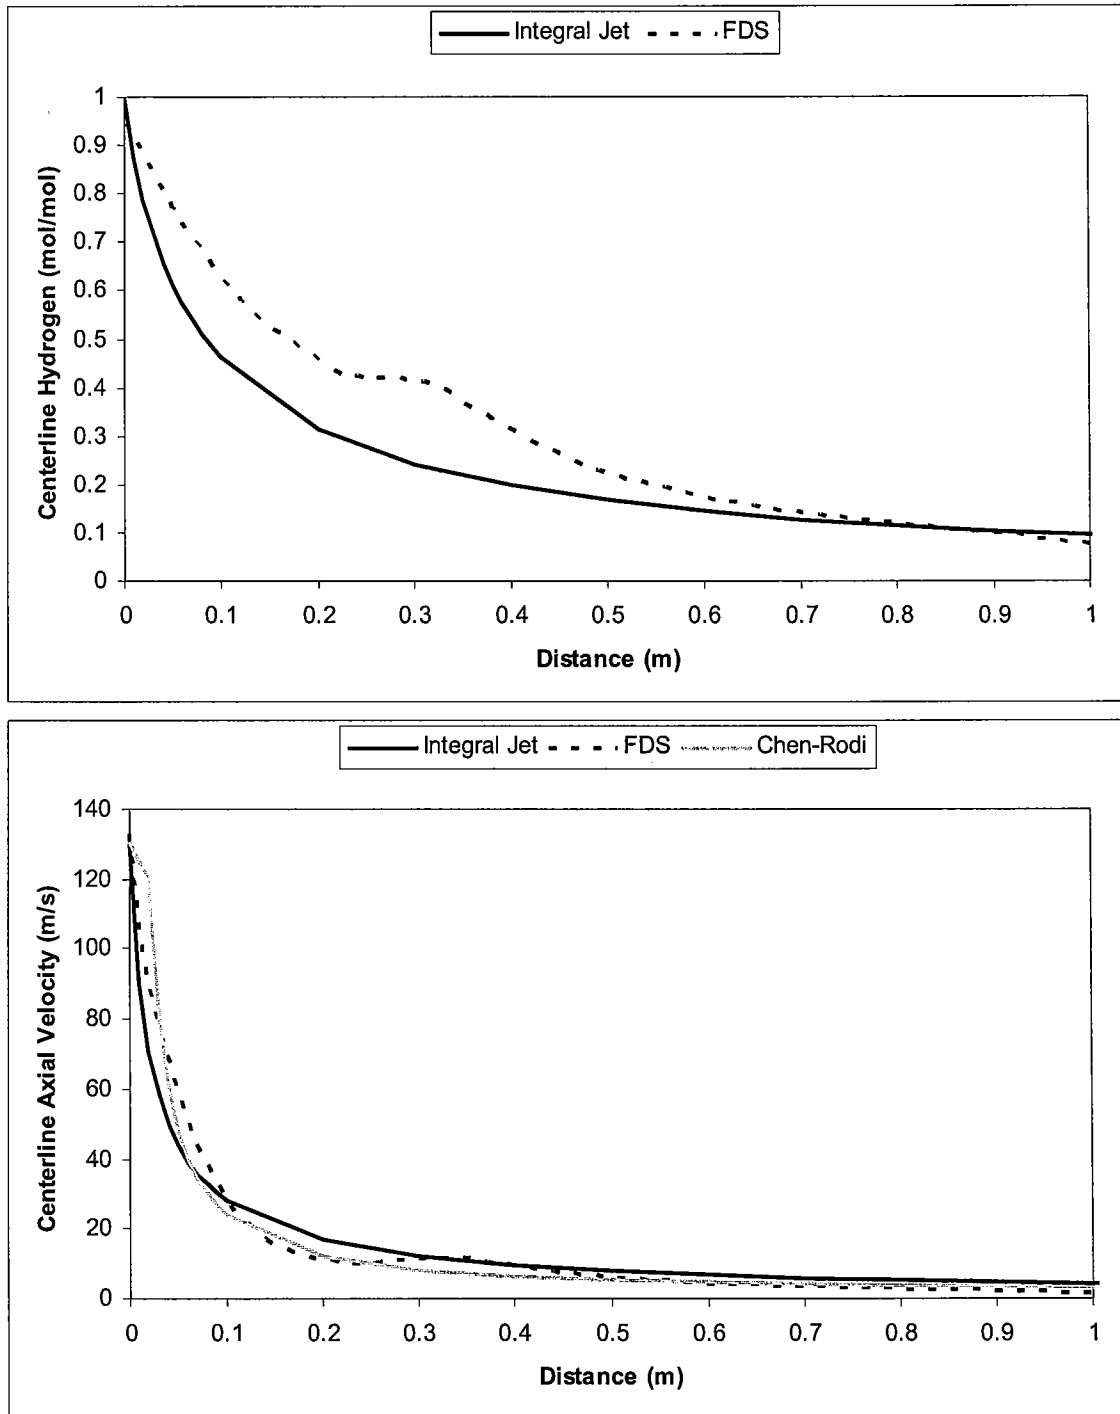 Integral Jet FDS
1
0.9
0.8
0.7
0.6
0.5
0.4
0.3
0.2
0.1
0
Centerline Hydrogen (mol/mol)
0 0.1 0.2 0.3 0.4 0.5 0.6 0.7 0.8 0.9 1
Distance (m)
Integral Jet FDS Chen-Rodi
140
120
100
80
60
40
20
0
Centerline Axial Velocity (m/s)
0 0.1 0.2 0.3 0.4 0.5 0.6 0.7 0.8 0.9 1
Distance (m)